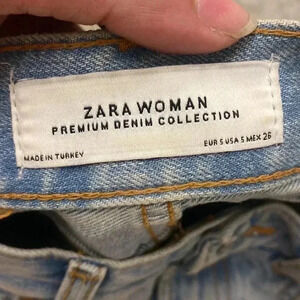 ZARA WOMAN
PREMIUM DENIM COLLECTION
MADE IN TURKEY
EUR S USA S MEX 26